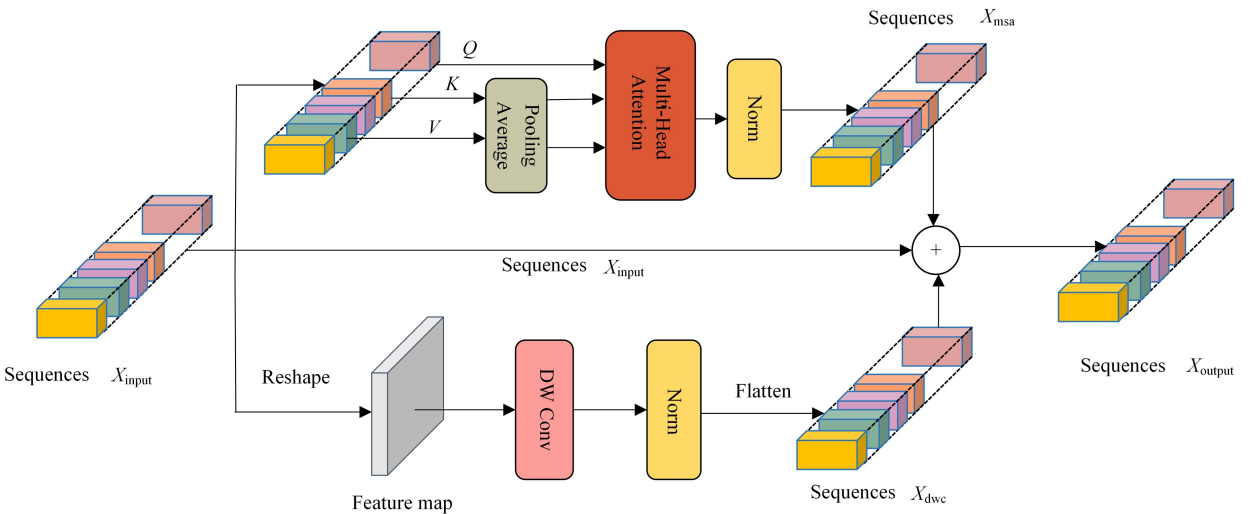 Sequences X_msa
Q
K
V
Pooling
Average
Multi-Head
Attention
Norm
+
Sequences X_input
Sequences X_input
Sequences X_output
Reshape
DW Conv
Norm
Flatten
Feature map
Sequences X_dwc